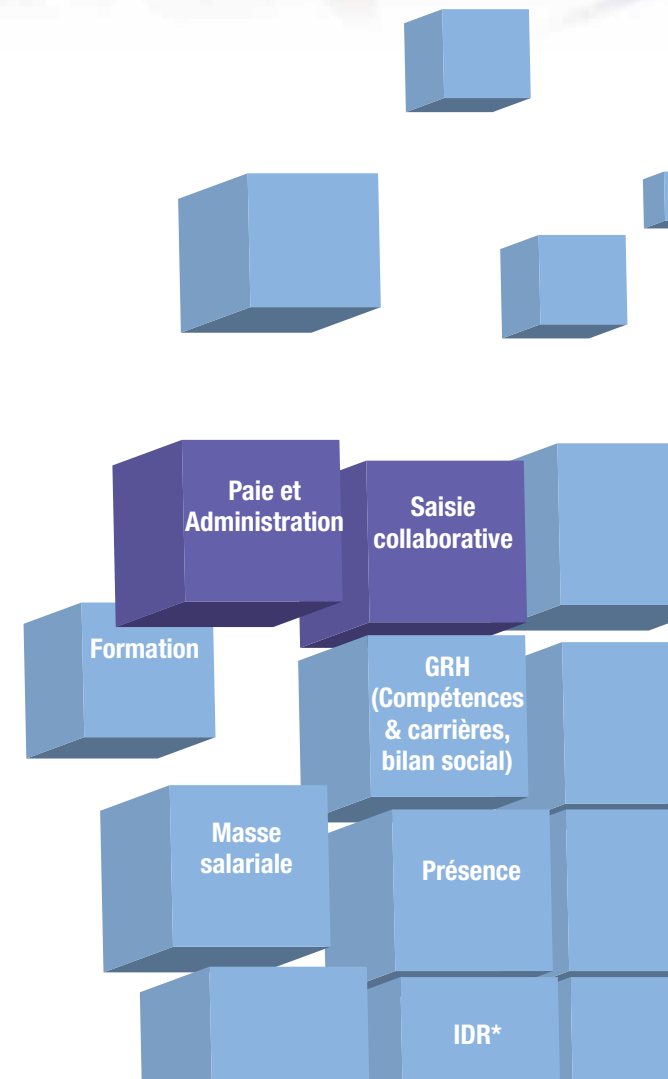 Paie et
Administration
Saisie
collaborative
Formation
GRH
(Compétences
& carrières,
bilan social)
Masse
salariale
Présence
IDR*